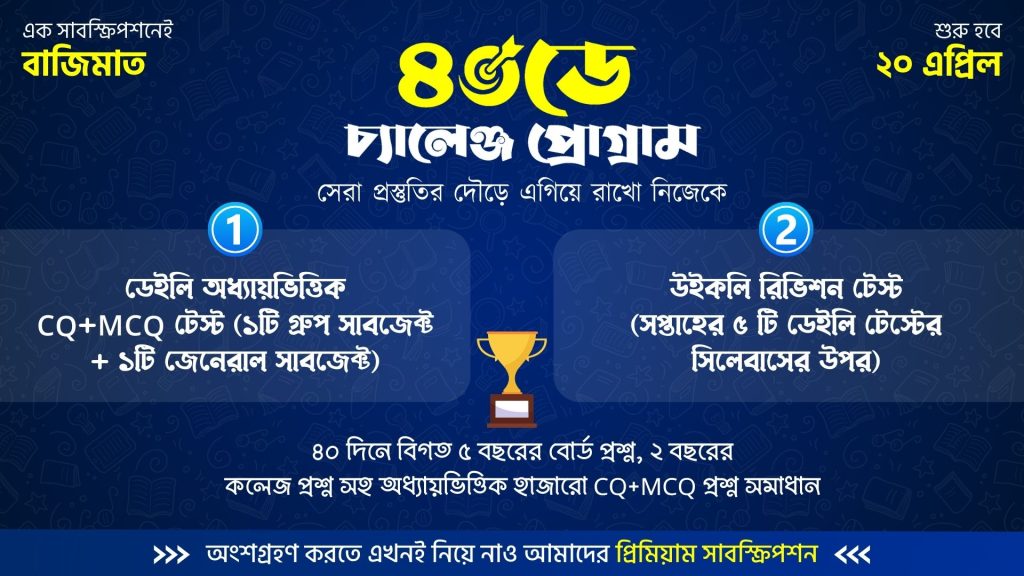 এক সাবস্ক্রিপশনেই
বাজিমাত
শুরু হবে
২০ এপ্রিল
৪০ডে
চ্যালেঞ্জ প্রোগ্রাম
সেরা প্রস্তুতির দৌড়ে এগিয়ে রাখো নিজেকে
1
ডেইলি অধ্যায়ভিত্তিক
CQ+MCQ টেস্ট (১টি গ্রুপ সাবজেক্ট
+ ১টি জেনেরাল সাবজেক্ট)
2
উইকলি রিভিশন টেস্ট
(সপ্তাহের ৫ টি ডেইলি টেস্টের
সিলেবাসের উপর)
৪০ দিনে বিগত ৫ বছরের বোর্ড প্রশ্ন, ২ বছরের
কলেজ প্রশ্ন সহ অধ্যায়ভিত্তিক হাজারো CQ+MCQ প্রশ্ন সমাধান
>>> অংশগ্রহণ করতে এখনই নিয়ে নাও আমাদের প্রিমিয়াম সাবস্ক্রিপশন <<<